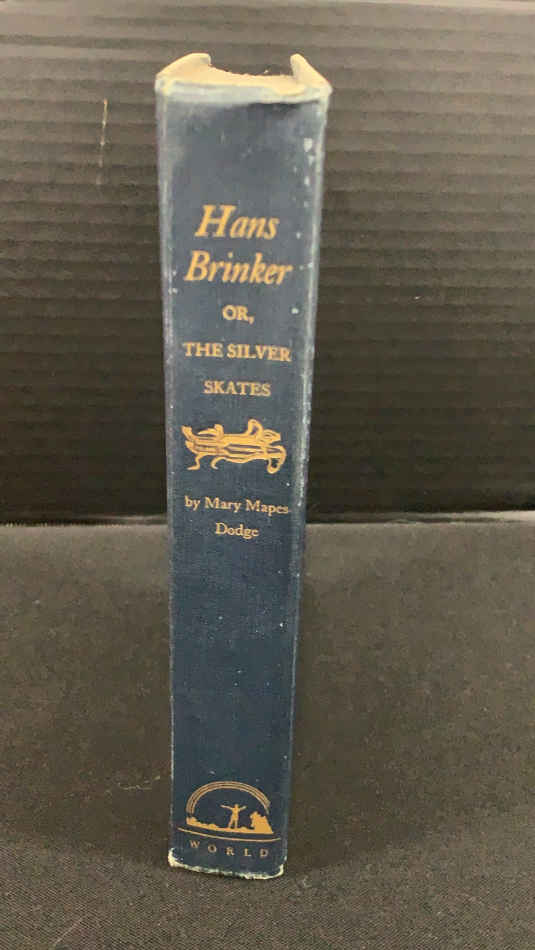 Hans
Brinker
OR,
THE SILVER
SKATES
by Mary Mapes
Dodge
WORLD